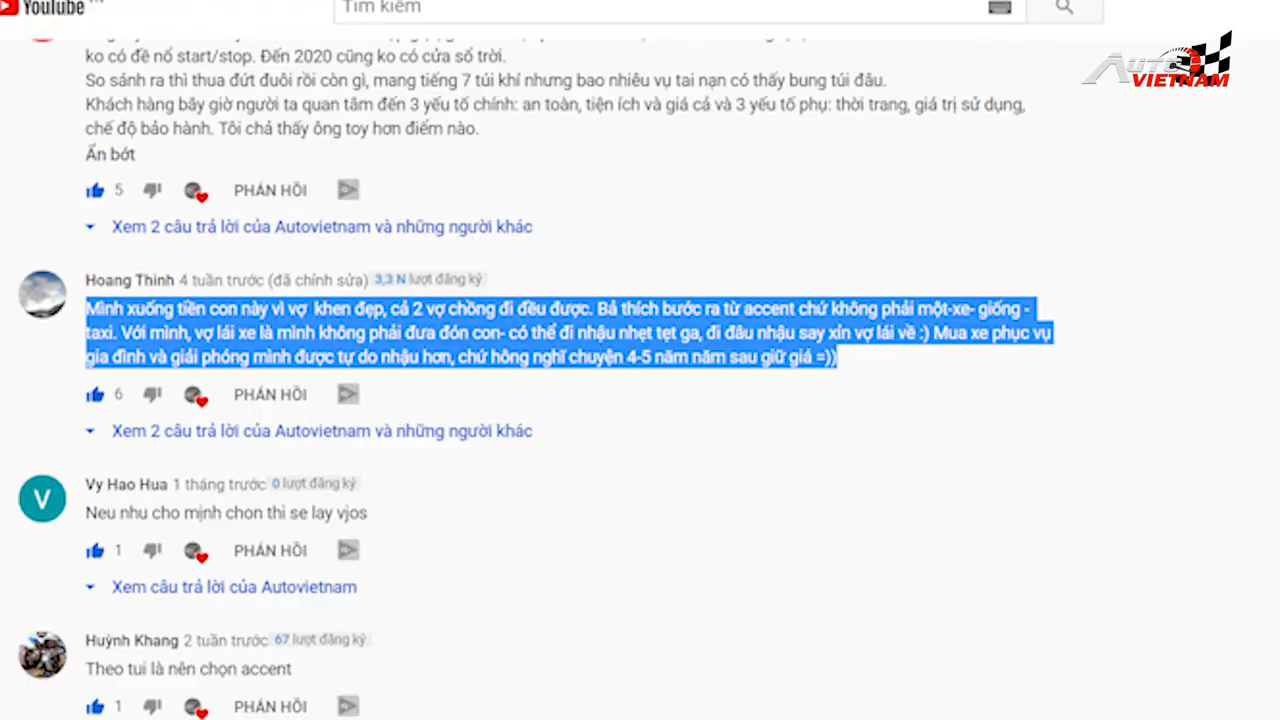 YouTube
Tìm kiếm
AUTO
VIETNAM
ko có đề nổ start/stop. Đến 2020 cũng ko có cửa sổ trời.
So sánh ra thì thua đứt đuôi rồi còn gì, mang tiếng 7 túi khí nhưng bao nhiêu vụ tai nạn có thấy bung túi đâu.
Khách hàng bây giờ người ta quan tâm đến 3 yếu tố chính: an toàn, tiện ích và giá cả và 3 yếu tố phụ: thời trang, giá trị sử dụng,
chế độ bảo hành. Tôi chả thấy ông toy hơn điểm nào.
Ẩn bớt
5 PHẢN HỒI
Xem 2 câu trả lời của Autovietnam và những người khác
Hoang Thinh 4 tuần trước (đã chỉnh sửa) 3,3 N lượt đăng ký
Mình xuống tiền con này vì vợ khen đẹp, cả 2 vợ chồng đi đều được. Bả thích bước ra từ accent chứ không phải một-xe- giống -
taxi. Với mình, vợ lái xe là mình không phải đưa đón con- có thể đi nhậu nhẹt tẹt ga, đi đâu nhậu say xỉn vợ lái về :) Mua xe phục vụ
gia đình và giải phóng mình được tự do nhậu hơn, chứ hông nghĩ chuyện 4-5 năm năm sau giữ giá =))
6 PHẢN HỒI
Xem 2 câu trả lời của Autovietnam và những người khác
V
Vy Hao Hua 1 tháng trước 0 lượt đăng ký
Neu nhu cho mịnh chon thì se lay vjos
1 PHẢN HỒI
Xem câu trả lời của Autovietnam
Huỳnh Khang 2 tuần trước 67 lượt đăng ký
Theo tui là nên chọn accent
1 PHẢN HỒI